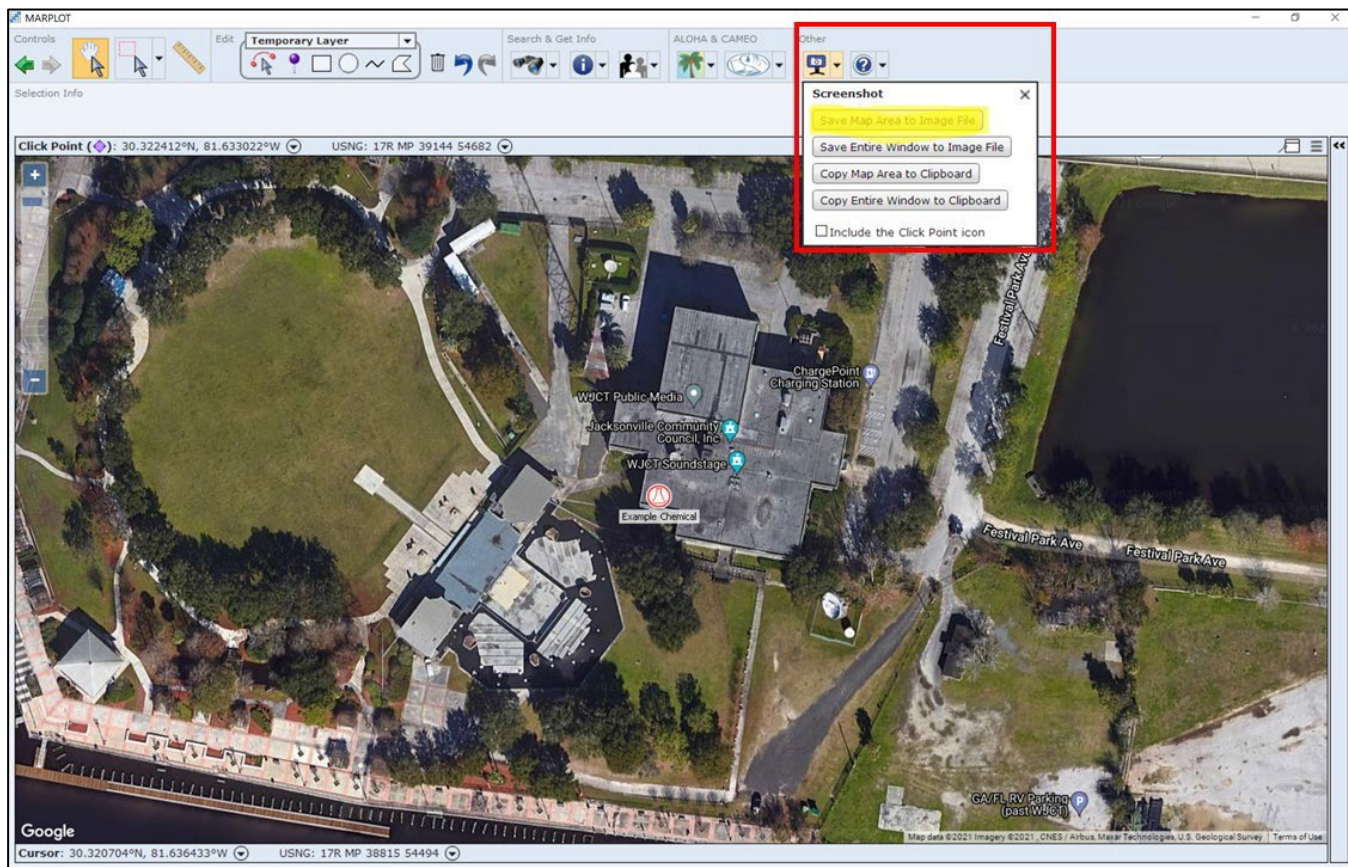 MARPLOT
Controls
Edit
Temporary Layer
Search & Get Info
ALOHA & CAMEO
Other
Selection Info
Screenshot
Save Map Area to Image File
Save Entire Window to Image File
Copy Map Area to Clipboard
Copy Entire Window to Clipboard
Include the Click Point icon
Click Point (): 30.322412°N, 81.633022°W
USNG: 17R MP 39144 54682
Festival Park Ave
ChargePoint
Charging Station
WJCT Public Media
Jacksonville Community
Council, Inc
WJCT Soundstage
Example Chemical
Festival Park Ave
Festival Park Ave
GA/FL RV Parking
(past WJCT)
Google
Map data ©2021 Imagery ©2021 , CNES / Airbus, Maxar Technologies, U.S. Geological Survey
Terms of Use
Cursor: 30.320704°N, 81.636433°W
USNG: 17R MP 38815 54494